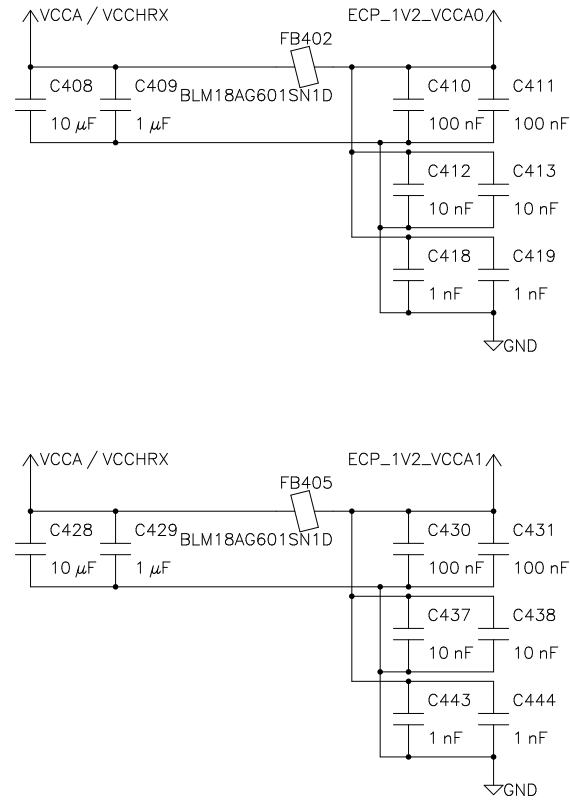 VCCA / VCCHRX
ECP_1V2_VCCA0
FB402
C408
C409
BLM18AG601SN1D
C410
C411
10 µF
1 µF
100 nF
100 nF
C412
C413
10 nF
10 nF
C418
C419
1 nF
1 nF
GND
VCCA / VCCHRX
ECP_1V2_VCCA1
FB405
C428
C429
BLM18AG601SN1D
C430
C431
10 µF
1 µF
100 nF
100 nF
C437
C438
10 nF
10 nF
C443
C444
1 nF
1 nF
GND